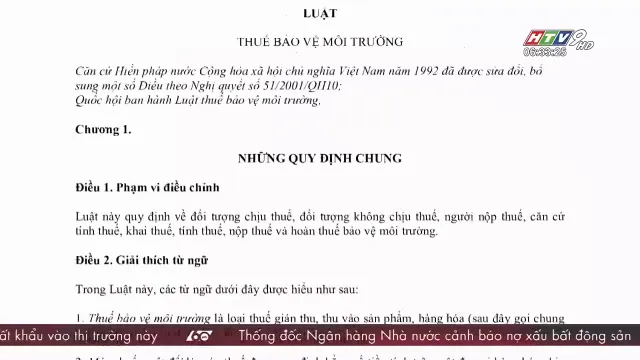 LUẬT
THUẾ BẢO VỆ MÔI TRƯỜNG
HTV9 HD
06:33:25
Căn cứ Hiến pháp nước Cộng hòa xã hội chủ nghĩa Việt Nam năm 1992 đã được sửa đổi, bổ
sung một số Điều theo Nghị quyết số 51/2001/QH10;
Quốc hội ban hành Luật thuế bảo vệ môi trường,
Chương 1.
NHỮNG QUY ĐỊNH CHUNG
Điều 1. Phạm vi điều chỉnh
Luật này quy định về đối tượng chịu thuế, đối tượng không chịu thuế, người nộp thuế, căn cứ
tính thuế, khai thuế, tính thuế, nộp thuế và hoàn thuế bảo vệ môi trường.
Điều 2. Giải thích từ ngữ
Trong Luật này, các từ ngữ dưới đây được hiểu như sau:
1. Thuế bảo vệ môi trường là loại thuế gián thu, thu vào sản phẩm, hàng hóa (sau đây gọi chung
ất khẩu vào thị trường này 60 Thống đốc Ngân hàng Nhà nước cảnh báo nợ xấu bất động sản